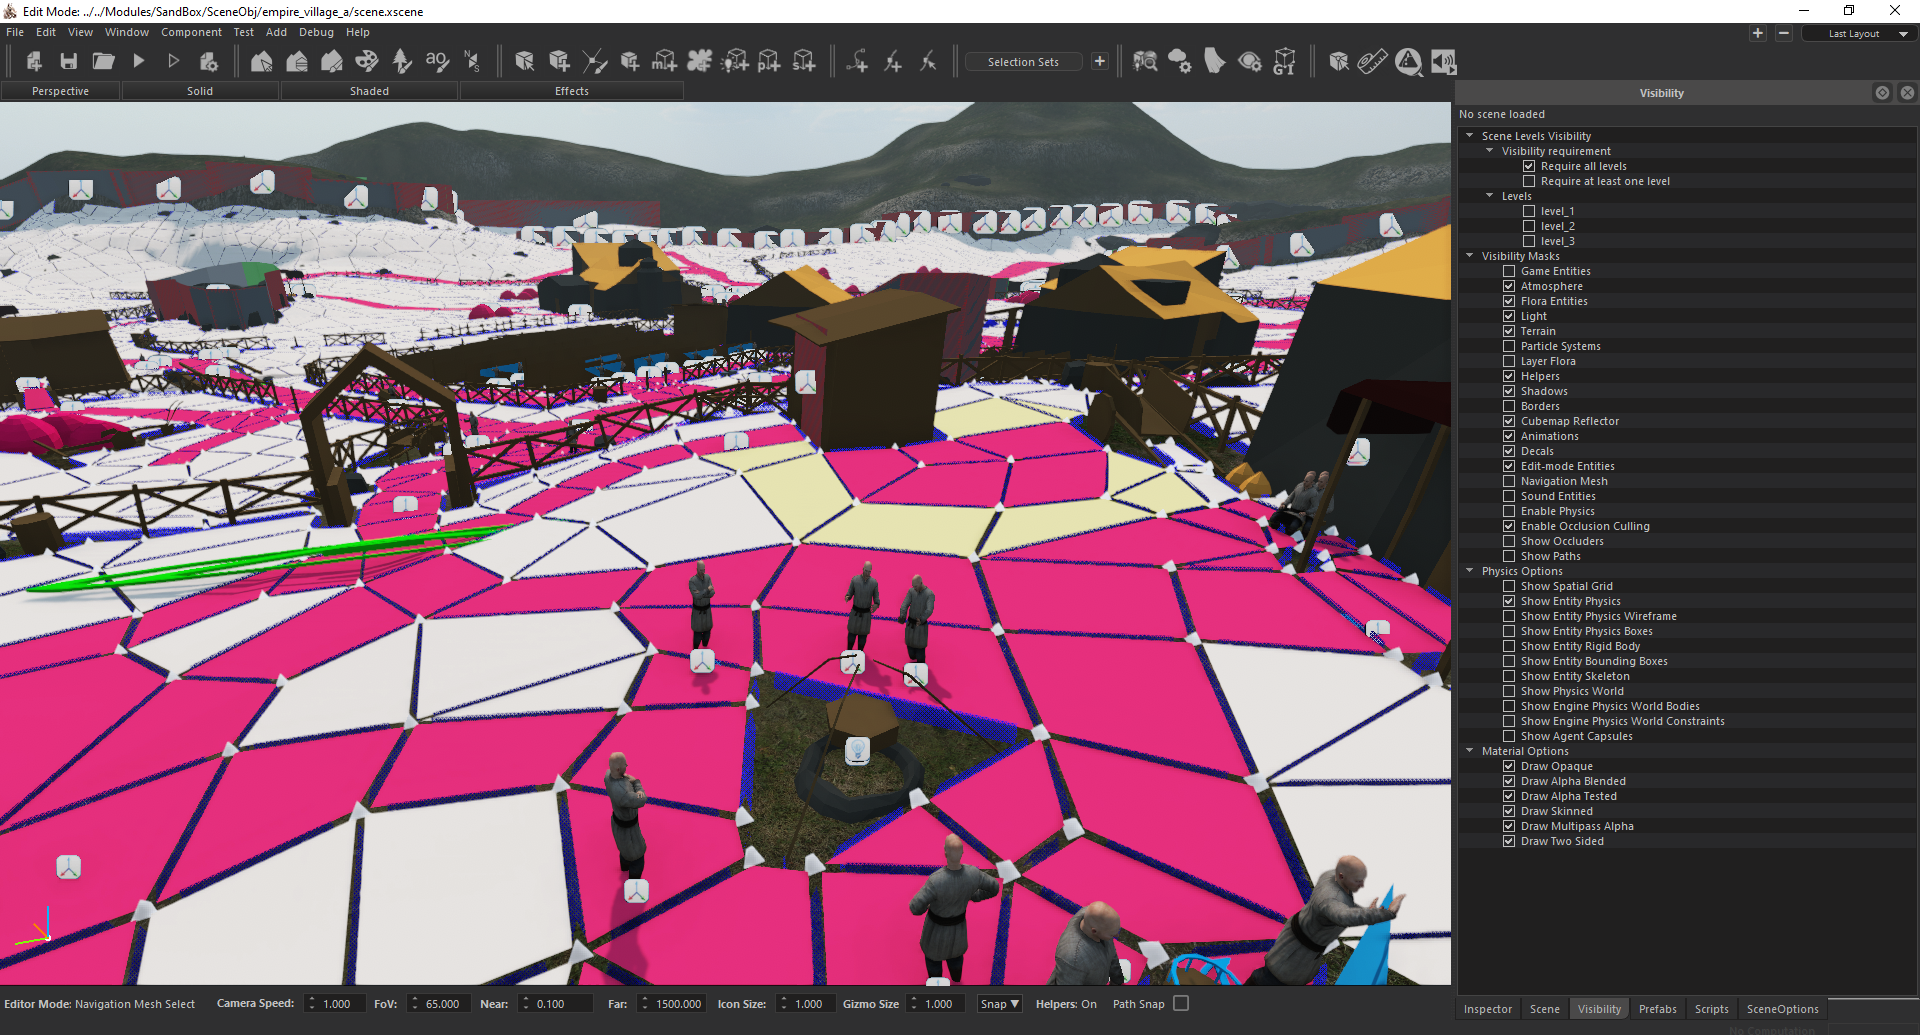 Edit Mode: ../../Modules/SandBox/SceneObj/empire_village_a/scene.xscene
File Edit View Window Component Test Add Debug Help
Last Layout
Selection Sets
Perspective Solid Shaded Effects
Visibility
No scene loaded
Scene Levels Visibility
Visibility requirement
Require all levels
Require at least one level
Levels
level_1
level_2
level_3
Visibility Masks
Game Entities
Atmosphere
Flora Entities
Light
Terrain
Particle Systems
Layer Flora
Helpers
Shadows
Borders
Cubemap Reflector
Animations
Decals
Edit-mode Entities
Navigation Mesh
Sound Entities
Enable Physics
Enable Occlusion Culling
Show Occluders
Show Paths
Physics Options
Show Spatial Grid
Show Entity Physics
Show Entity Physics Wireframe
Show Entity Physics Boxes
Show Entity Rigid Body
Show Entity Bounding Boxes
Show Entity Skeleton
Show Physics World
Show Engine Physics World Bodies
Show Engine Physics World Constraints
Show Agent Capsules
Material Options
Draw Opaque
Draw Alpha Blended
Draw Alpha Tested
Draw Skinned
Draw Multipass Alpha
Draw Two Sided
Editor Mode: Navigation Mesh Select Camera Speed: 1.000 FoV: 65.000 Near: 0.100 Far: 1500.000 Icon Size: 1.000 Gizmo Size 1.000 Snap Helpers: On Path Snap
Inspector Scene Visibility Prefabs Scripts SceneOptions
No Computation